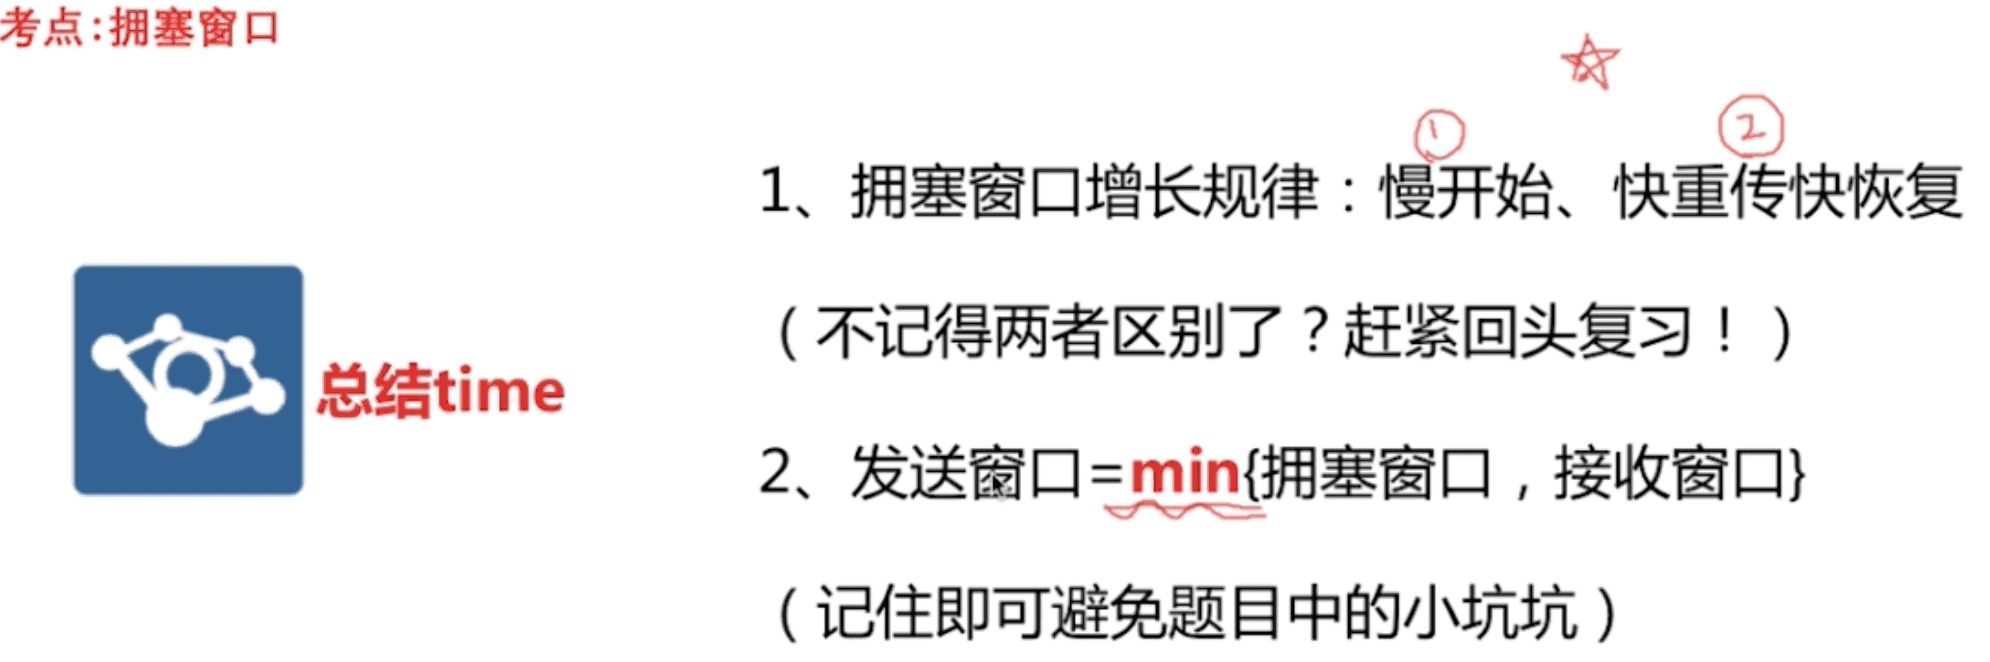 考点:拥塞窗口
① ②
1、拥塞窗口增长规律：慢开始、快重传快恢复
（不记得两者区别了？赶紧回头复习！）
总结time
2、发送窗口=min{拥塞窗口，接收窗口}
（记住即可避免题目中的小坑坑）